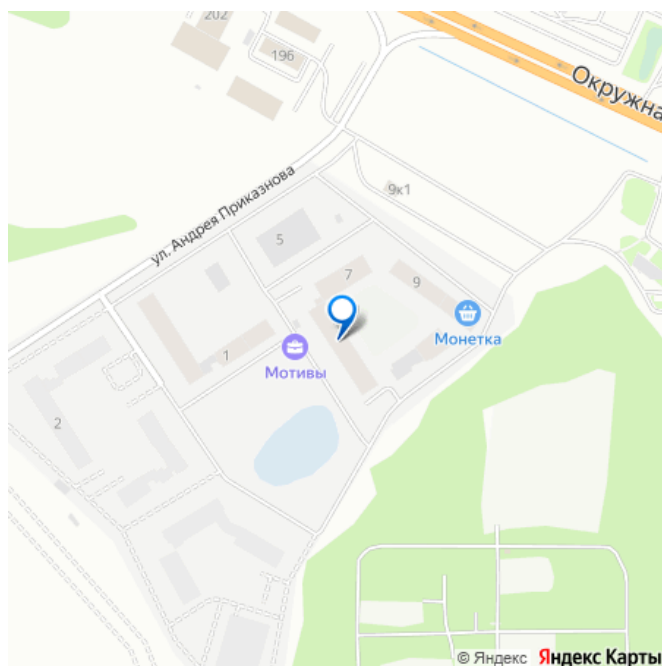 202
196
Окружна
ул. Андрея Приказнова
9к1
5
7
9
Монетка
1
Мотивы
2
© Яндекс Яндекс Карты